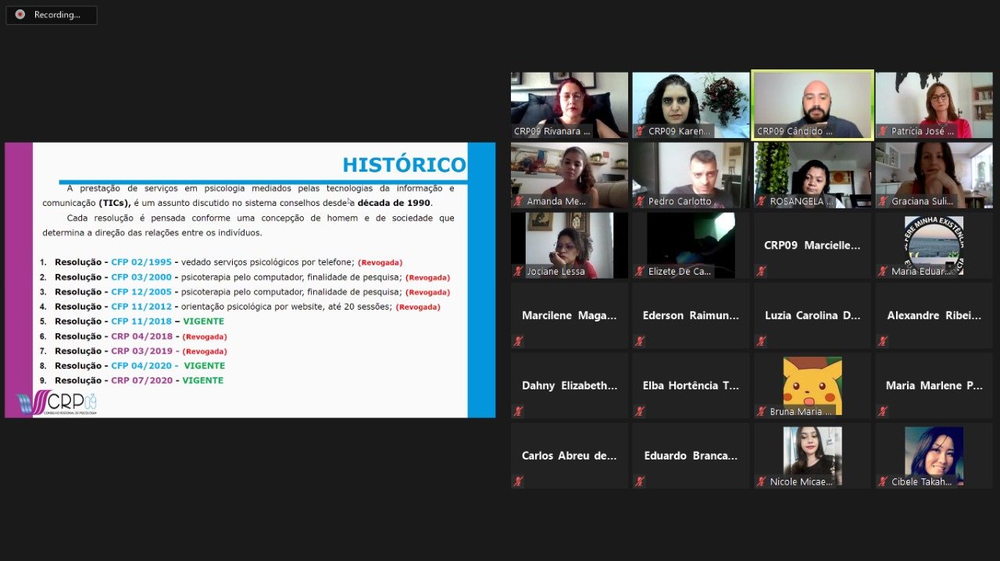 Recording...
HISTÓRICO
A prestação de serviços em psicologia mediados pelas tecnologias da informação e
comunicação (TICs), é um assunto discutido no sistema conselhos desde a década de 1990.
Cada resolução é pensada conforme uma concepção de homem e de sociedade que
determina a direção das relações entre os indivíduos.
1. Resolução - CFP 02/1995 - vedado serviços psicológicos por telefone; (Revogada)
2. Resolução - CFP 03/2000 - psicoterapia pelo computador, finalidade de pesquisa; (Revogada)
3. Resolução - CFP 12/2005 - psicoterapia pelo computador, finalidade de pesquisa; (Revogada)
4. Resolução - CFP 11/2012 - orientação psicológica por website, até 20 sessões; (Revogada)
5. Resolução - CFP 11/2018 – VIGENTE
6. Resolução - CRP 04/2018 - (Revogada)
7. Resolução - CRP 03/2019 - (Revogada)
8. Resolução - CFP 04/2020 - VIGENTE
9. Resolução - CRP 07/2020 - VIGENTE
CRP09
CONSELHO REGIONAL DE PSICOLOGIA
CRP09 Rivanara ...
CRP09 Karen...
CRP09 Cândido ...
Patrícia José ...
Amanda Me...
Pedro Carlotto
ROSANGELA ...
Graciana Suli...
Jociane Lessa
Elizete De Ca...
CRP09 Marcielle...
MINHA EXISTÊNCIA
Maria Eduar...
Marcilene Maga...
Ederson Raimun...
Luzia Carolina D...
Alexandre Ribei...
Dahny Elizabeth...
Elba Hortência T...
Bruna Maria ...
Maria Marlene P...
Carlos Abreu de...
Eduardo Branca...
Nicole Micae...
Cibele Takah...